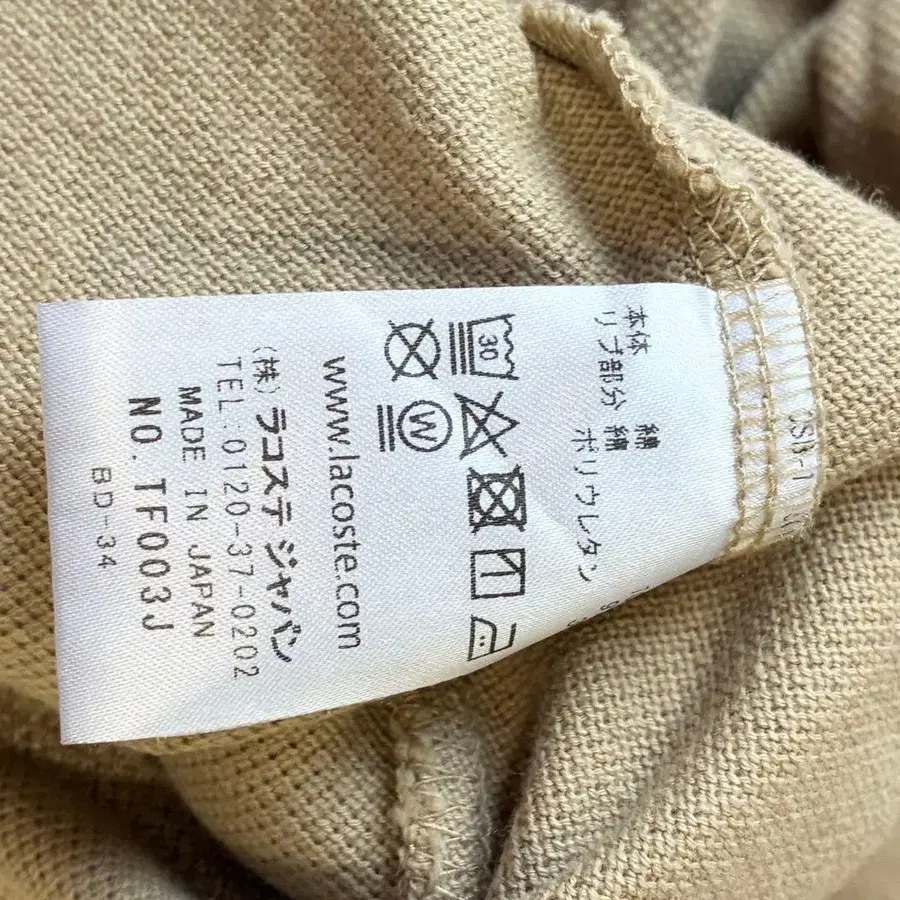 本体 綿
リブ部分 綿
ポリウレタン
30
W
www.lacoste.com
(株)ラコステ ジャパン
TEL:0120-37-0202
MADE IN JAPAN
NO. TF003J
BD-34